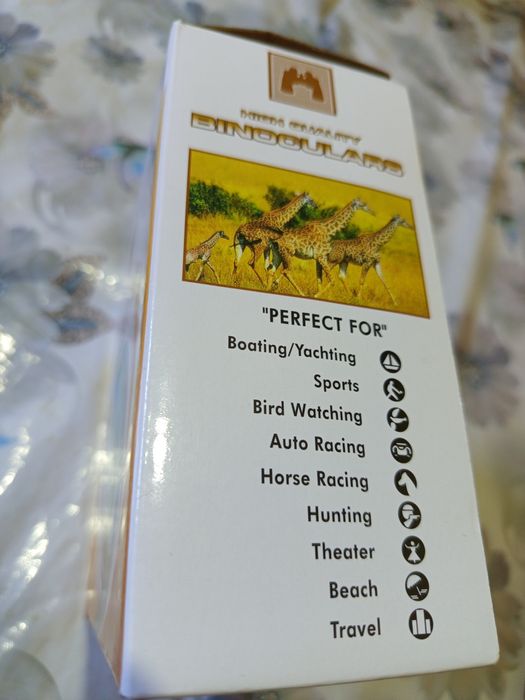 HIGH QUALITY
BINOCULARS
"PERFECT FOR"
Boating/Yachting
Sports
Bird Watching
Auto Racing
Horse Racing
Hunting
Theater
Beach
Travel